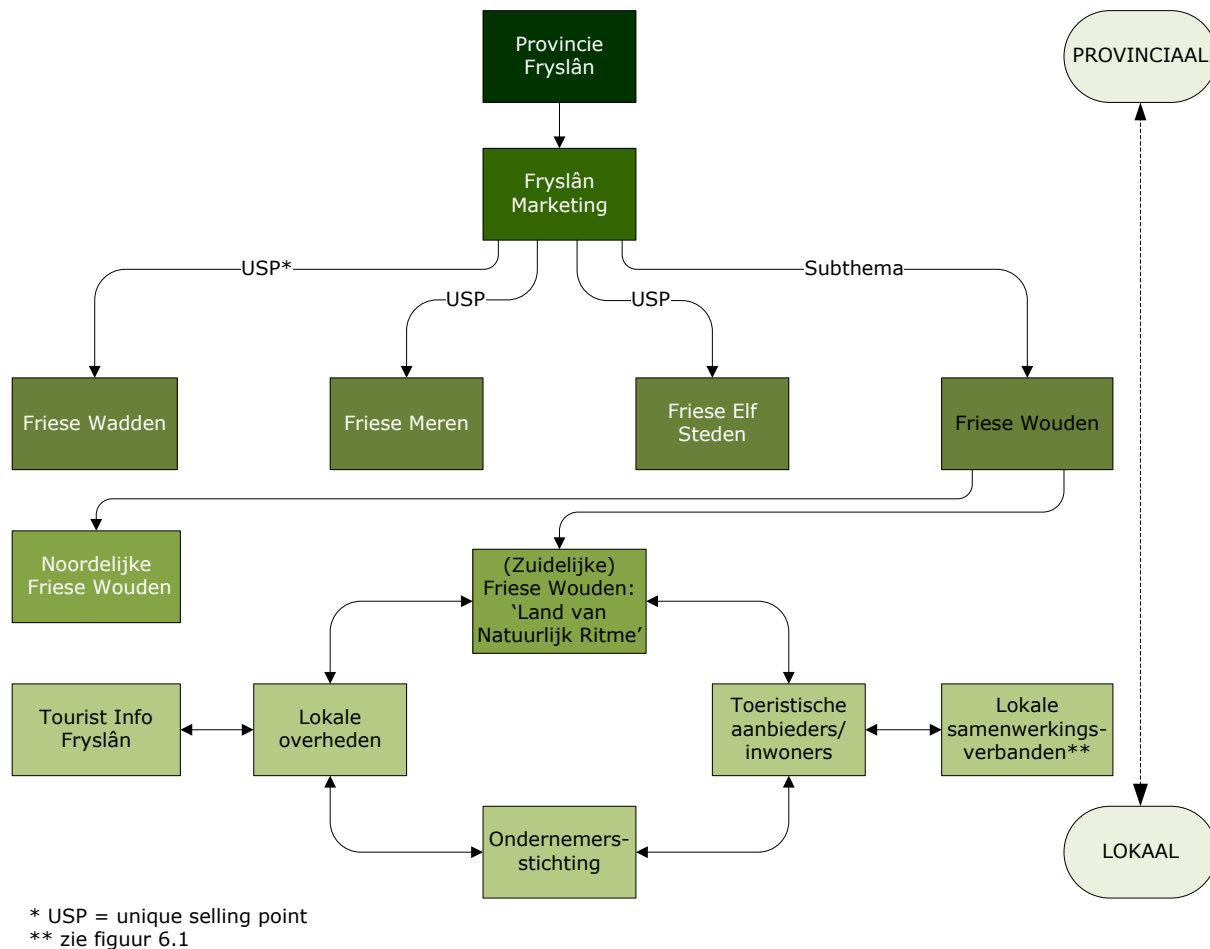 Provincie
Fryslân
PROVINCIAAL
Fryslân
Marketing
USP*
Subthema
USP
USP
Friese Wadden
Friese Meren
Friese Elf
Steden
Friese Wouden
Noordelijke
Friese Wouden
(Zuidelijke)
Friese Wouden:
‘Land van
Natuurlijk Ritme’
Tourist Info
Fryslân
Lokale
overheden
Toeristische
aanbieders/
inwoners
Lokale
samenwerkings-
verbanden**
Ondernemers-
stichting
LOKAAL
* USP = unique selling point
** zie figuur 6.1